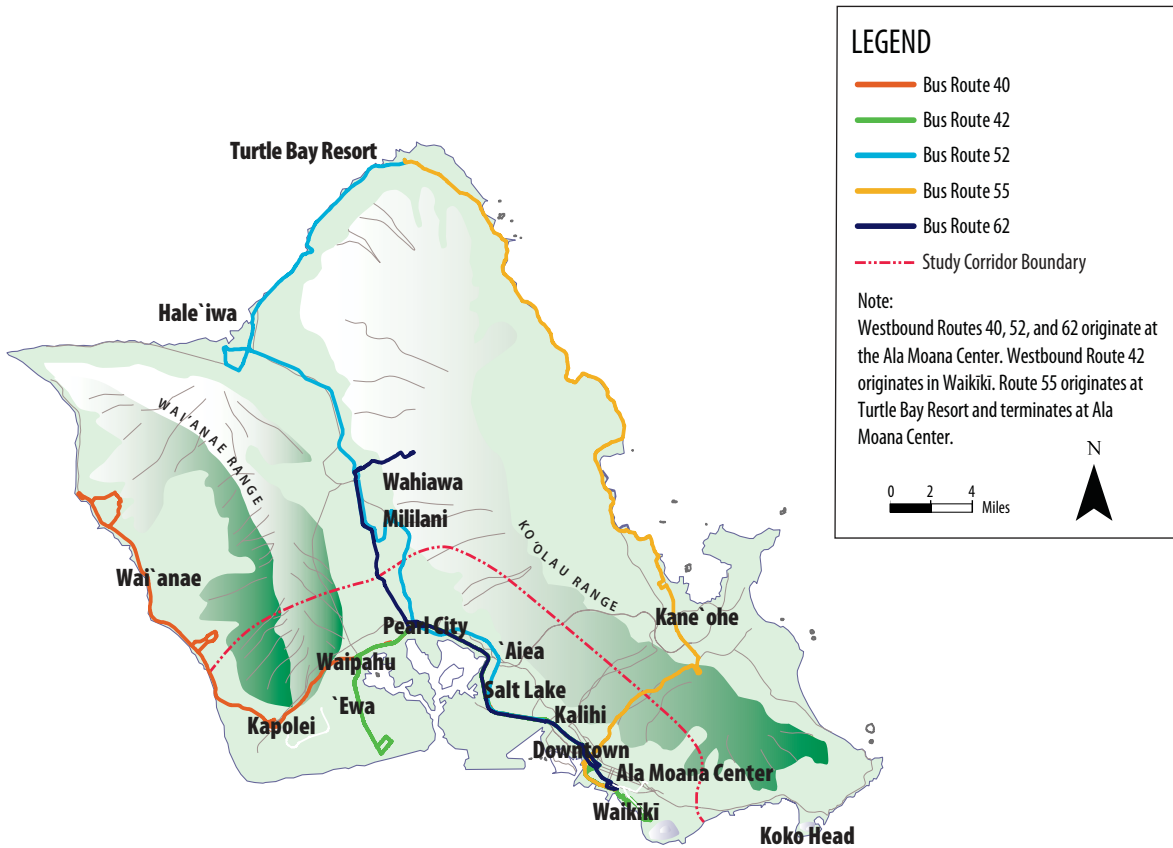 LEGEND
Bus Route 40
Bus Route 42
Bus Route 52
Bus Route 55
Bus Route 62
Study Corridor Boundary
Note:
Westbound Routes 40, 52, and 62 originate at
the Ala Moana Center. Westbound Route 42
originates in Waikīkī. Route 55 originates at
Turtle Bay Resort and terminates at Ala
Moana Center.
N
0 2 4
Miles
Turtle Bay Resort
Hale`iwa
WAI`ANAE RANGE
Wahiawa
Mililani
KO`OLAU RANGE
Wai`anae
Kane`ohe
Pearl City
Waipahu
`Aiea
Salt Lake
`Ewa
Kapolei
Kalihi
Downtown
Ala Moana Center
Waikīkī
Koko Head